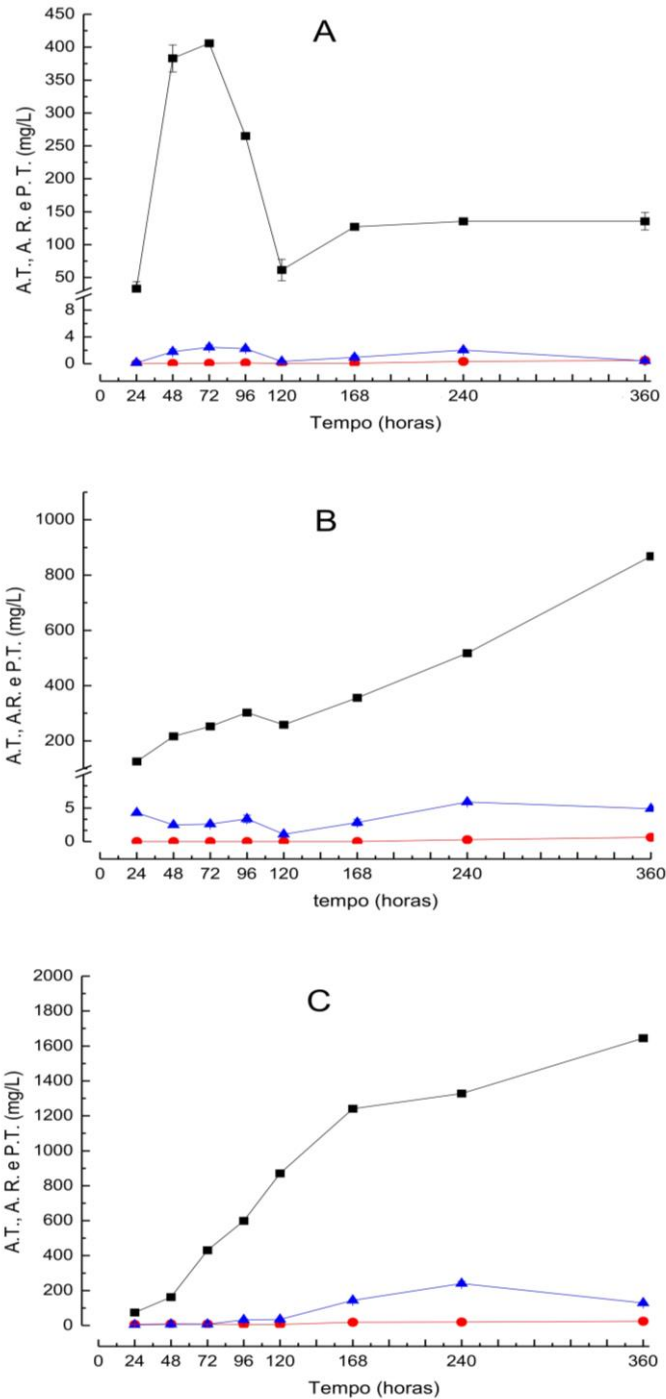 A
450
400
350
300
250
200
150
100
50
8
4
0
A.T., A. R. e P. T. (mg/L)
0 24 48 72 96 120 168 240 360
Tempo (horas)
B
1000
800
600
400
200
5
0
A.T., A.R. e P.T. (mg/L)
0 24 48 72 96 120 168 240 360
tempo (horas)
C
2000
1800
1600
1400
1200
1000
800
600
400
200
0
A.T., A. R. e P.T. (mg/L)
0 24 48 72 96 120 168 240 360
Tempo (horas)